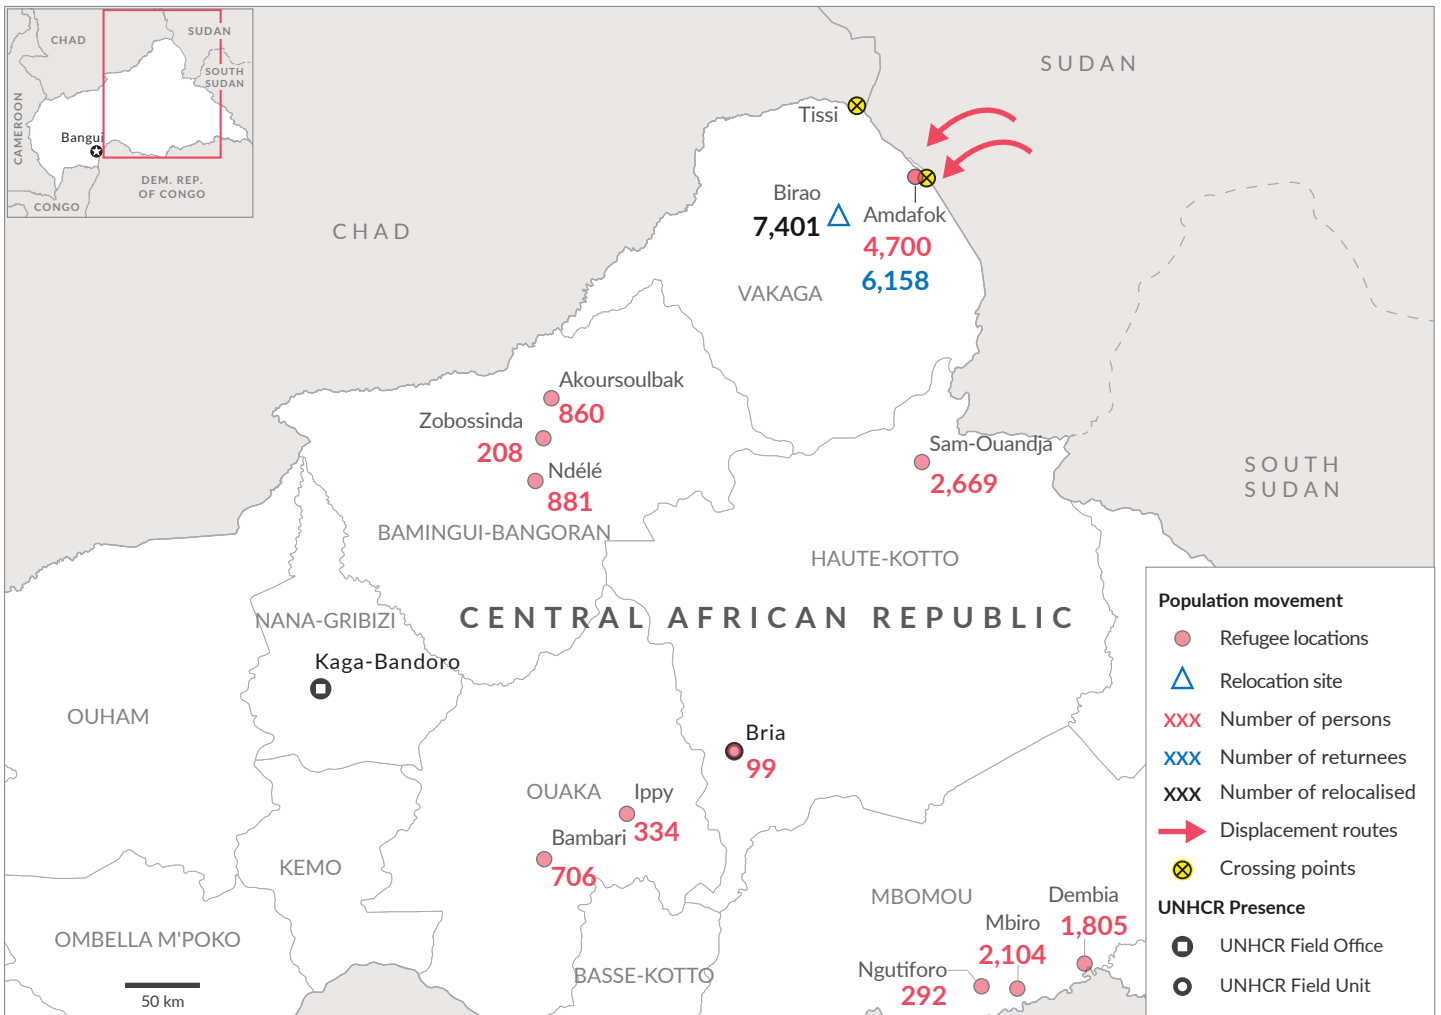 CHAD
SUDAN
SOUTH
SUDAN
CAMEROON
Bangui
DEM. REP.
OF CONGO
CONGO
SUDAN
Tissi
Birao
7,401
Amdafok
4,700
6,158
CHAD
VAKAGA
Akoursoulbak
860
Zobossinda
208
Ndélé
881
Sam-Ouandja
2,669
SOUTH
SUDAN
BAMINGUI-BANGORAN
HAUTE-KOTTO
NANA-GRIBIZI
CENTRAL AFRICAN REPUBLIC
Kaga-Bandoro
OUHAM
Bria
99
OUAKA
Ippy
334
Bambari
706
KEMO
MBOMOU
Dembia
1,805
Mbiro
2,104
OMBELLA M'POKO
BASSE-KOTTO
Ngutiforo
292
50 km
Population movement
Refugee locations
Relocation site
XXX Number of persons
XXX Number of returnees
XXX Number of relocalised
Displacement routes
Crossing points
UNHCR Presence
UNHCR Field Office
UNHCR Field Unit